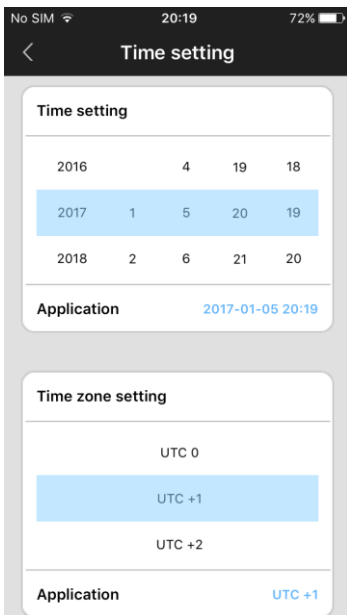 No SIM 20:19 72%
Time setting
Time setting
2016 4 19 18
2017 1 5 20 19
2018 2 6 21 20
Application 2017-01-05 20:19
Time zone setting
UTC 0
UTC +1
UTC +2
Application UTC +1